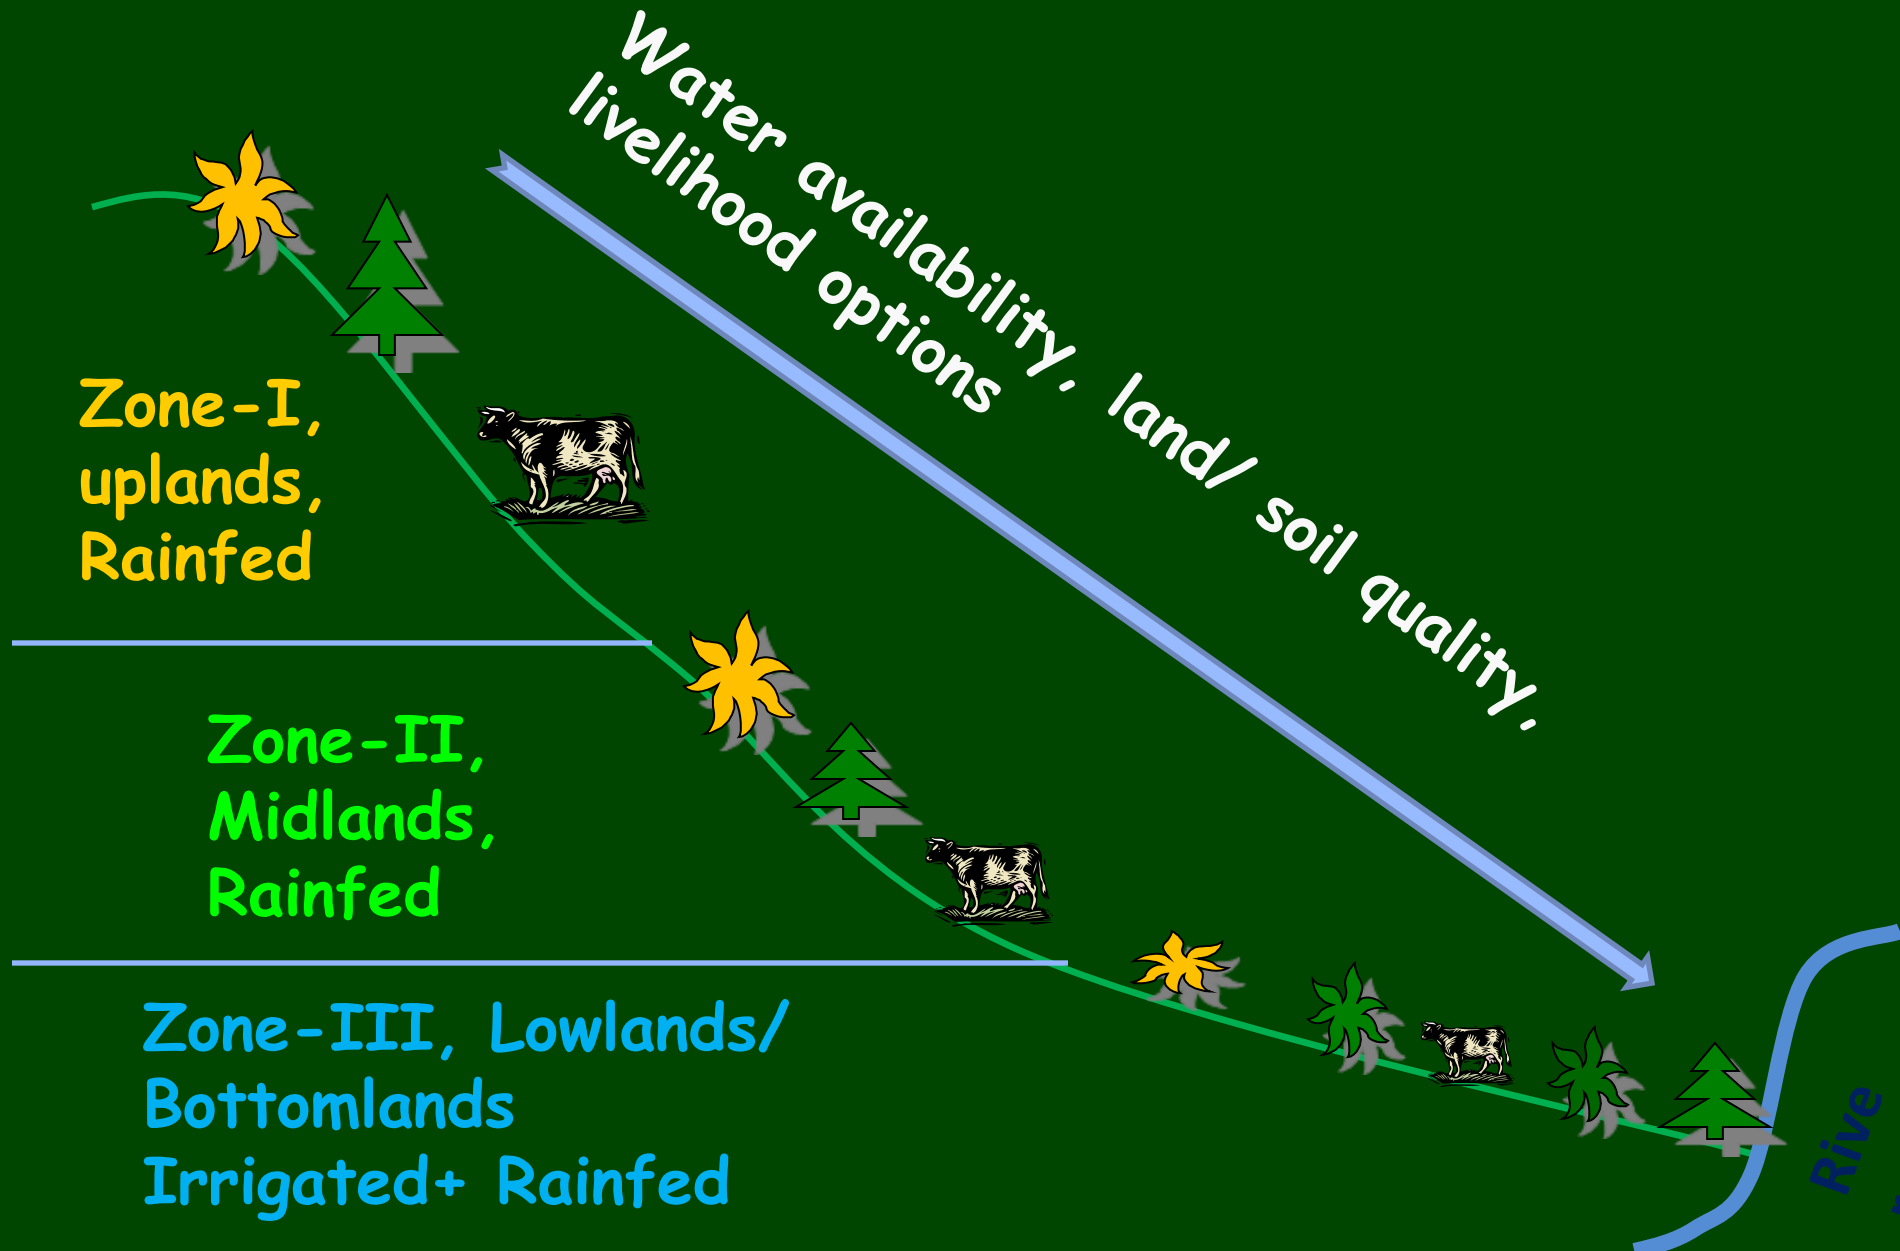 Water availability, land/ soil quality,
livelihood options
Zone-I,
uplands,
Rainfed
Zone-II,
Midlands,
Rainfed
Zone-III, Lowlands/
Bottomlands
Irrigated+ Rainfed
Rive